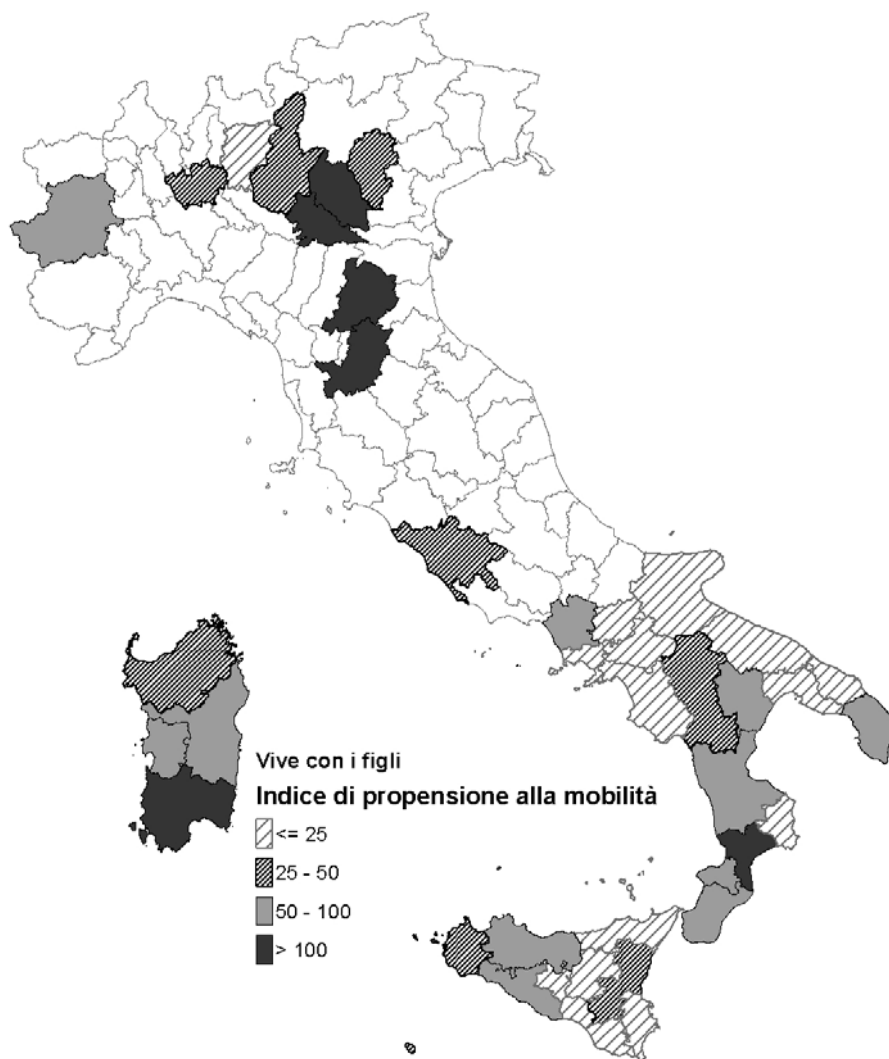 Vive con i figli
Indice di propensione alla mobilità
<= 25
25 - 50
50 - 100
> 100